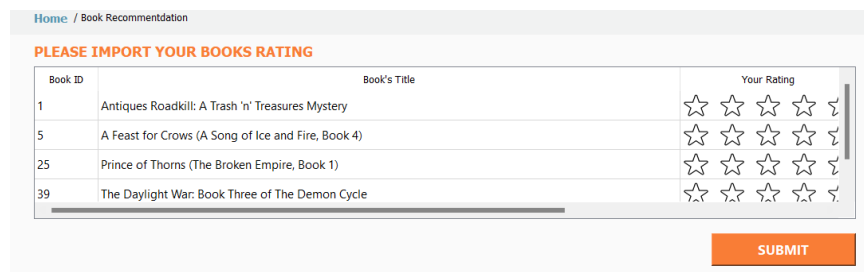 Home / Book Recommentdation
PLEASE IMPORT YOUR BOOKS RATING
Book ID Book's Title Your Rating
1 Antiques Roadkill: A Trash 'n' Treasures Mystery
5 A Feast for Crows (A Song of Ice and Fire, Book 4)
25 Prince of Thorns (The Broken Empire, Book 1)
39 The Daylight War: Book Three of The Demon Cycle
SUBMIT